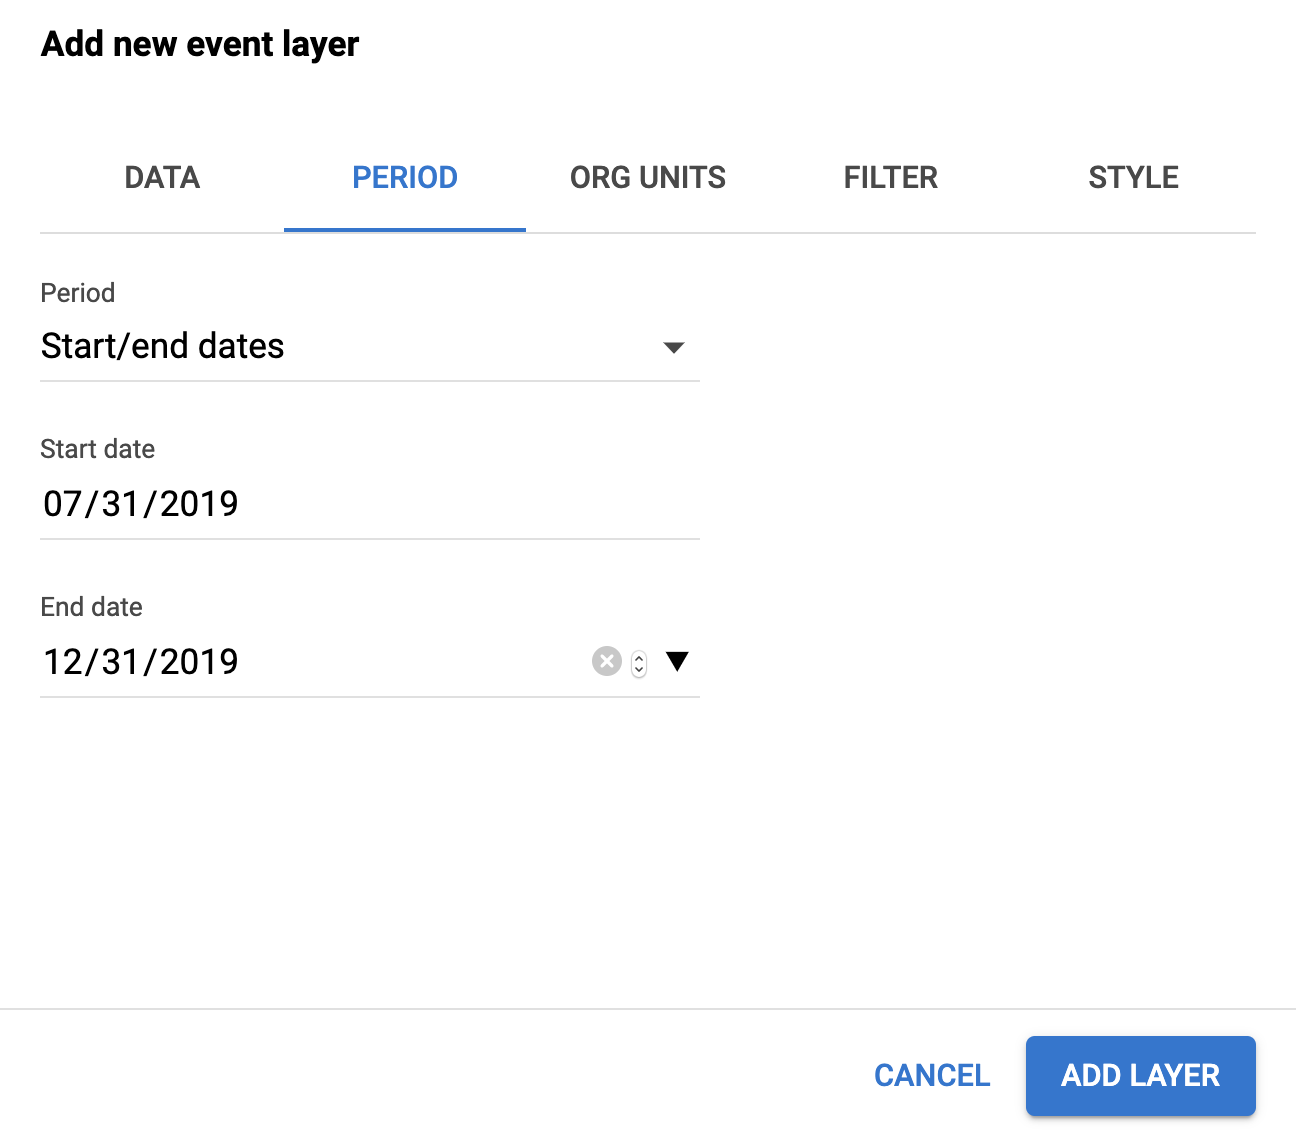 Add new event layer
DATA PERIOD ORG UNITS FILTER STYLE
Period
Start/end dates
Start date
07/31/2019
End date
12/31/2019
CANCEL ADD LAYER